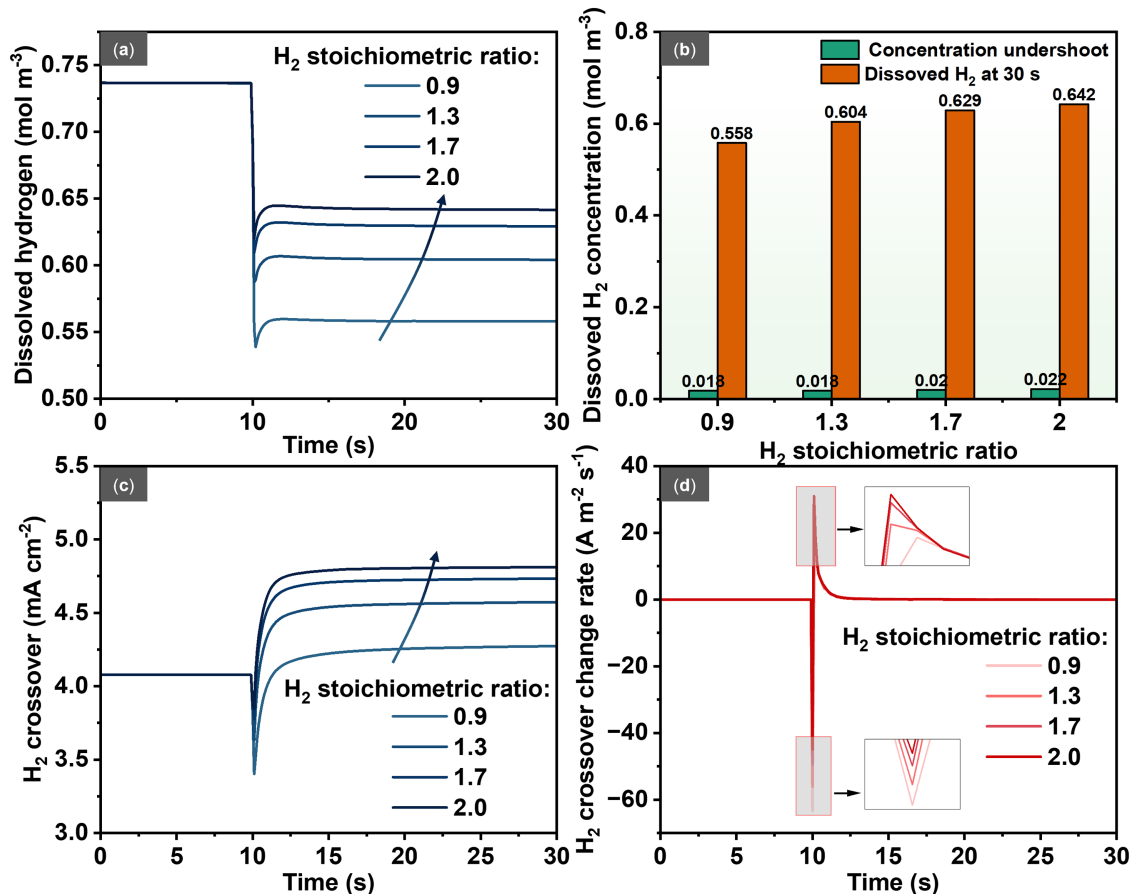 (a)
H2 stoichiometric ratio:
0.9
1.3
1.7
2.0
Dissolved hydrogen (mol m-3)
0.75
0.70
0.65
0.60
0.55
0.50
0 5 10 15 20 25 30
Time (s)
(b)
Concentration undershoot
Dissoved H2 at 30 s
Dissoved H2 concentration (mol m-3)
0.8
0.6
0.4
0.2
0.0
0.558
0.604
0.629
0.642
0.018
0.018
0.02
0.022
0.9 1.3 1.7 2
H2 stoichiometric ratio
(c)
H2 crossover (mA cm-2)
5.5
5.0
4.5
4.0
3.5
3.0
H2 stoichiometric ratio:
0.9
1.3
1.7
2.0
0 5 10 15 20 25 30
Time (s)
(d)
H2 crossover change rate (A m-2 s-1)
40
20
0
−20
−40
−60
H2 stoichiometric ratio:
0.9
1.3
1.7
2.0
0 5 10 15 20 25 30
Time (s)